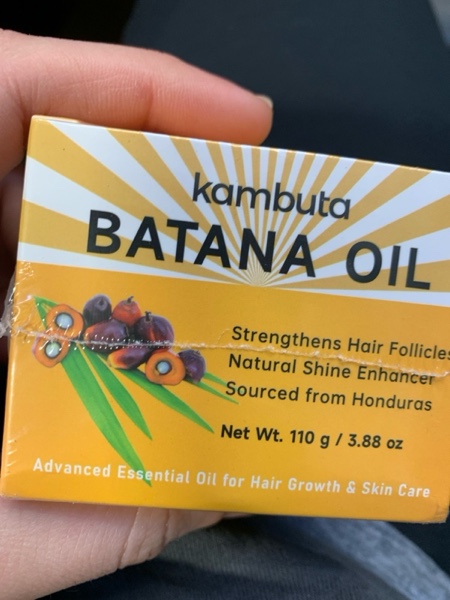 kambuta
BATANA OIL
Strengthens Hair Follicles
Natural Shine Enhancer
Sourced from Honduras
Net Wt. 110 g / 3.88 oz
Advanced Essential Oil for Hair Growth & Skin Care